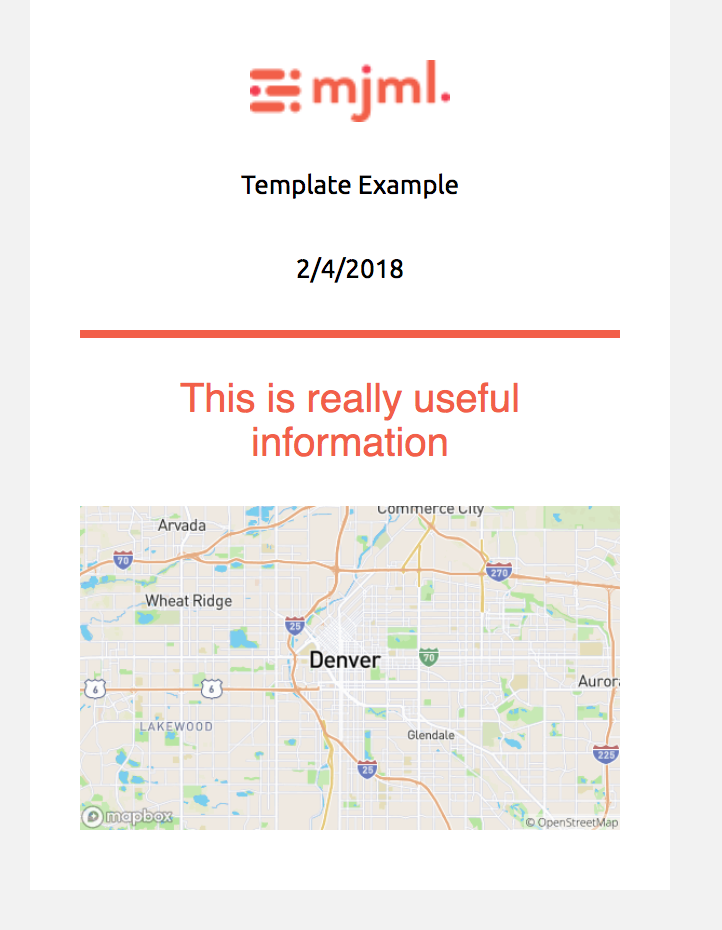 mjml.
Template Example
2/4/2018
This is really useful
information
Commerce City
Arvada
70
270
Wheat Ridge
25
Denver
70
Auror
6
6
LAKEWOOD
Glendale
225
25
mapbox
© OpenStreetMap